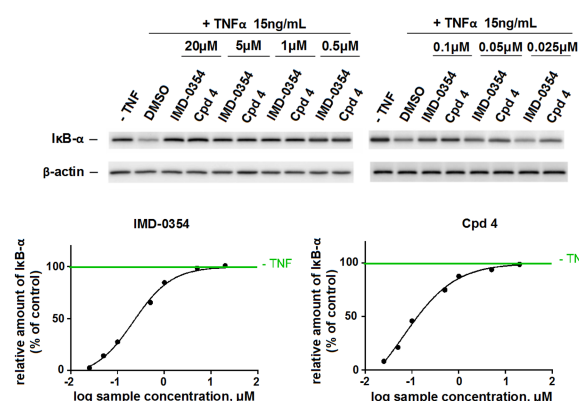 + TNFα 15ng/mL
20µM 5µM 1µM 0.5µM
- TNF DMSO IMD-0354 Cpd 4 IMD-0354 Cpd 4 IMD-0354 Cpd 4 IMD-0354 Cpd 4
+ TNFα 15ng/mL
0.1µM 0.05µM 0.025µM
- TNF DMSO IMD-0354 Cpd 4 IMD-0354 Cpd 4 IMD-0354 Cpd 4
IκB-α –
β-actin –
IMD-0354
relative amount of IκB-α
(% of control)
100
50
0
- TNF
-2 -1 0 1 2
log sample concentration, µM
Cpd 4
relative amount of IκB-α
(% of control)
100
50
0
- TN
-2 -1 0 1 2
log sample concentration, µM